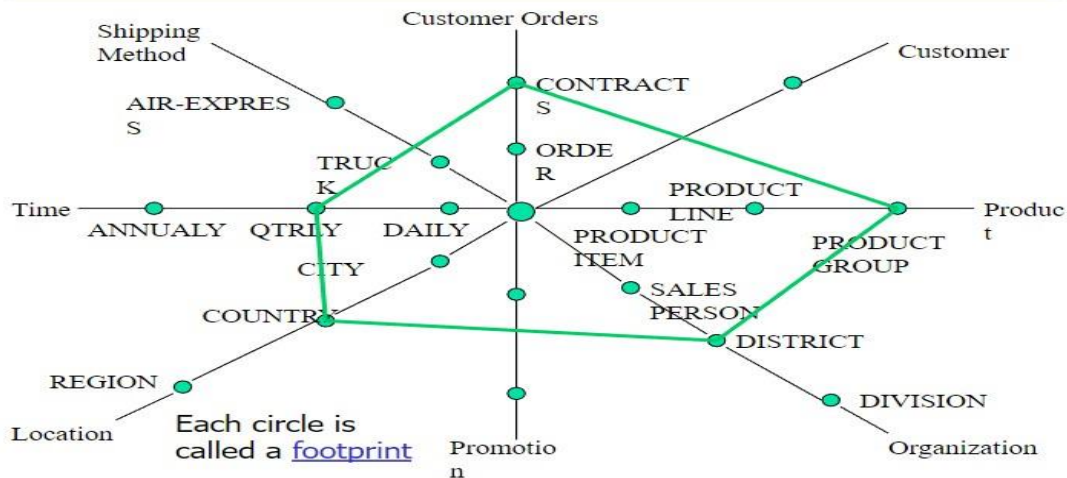 Customer Orders
Shipping
Method
Customer
AIR-EXPRES
S
CONTRACT
S
TRUC
K
ORDE
R
Time
ANNUALY
QTRLY
DAILY
PRODUCT
LINE
Produc
t
PRODUCT
ITEM
PRODUCT
GROUP
CITY
SALES
PERSON
COUNTRY
DISTRICT
REGION
DIVISION
Location
Each circle is
called a footprint
Promotio
n
Organization